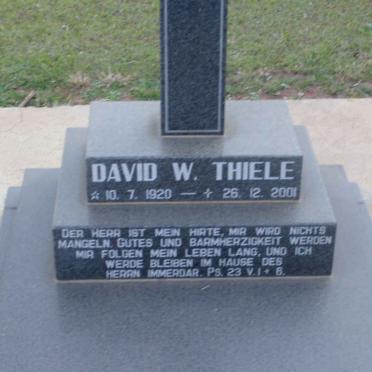 DAVID W. THIELE
☆ 10. 7. 1920 — ✝ 26. 12. 2001
DER HERR IST MEIN HIRTE, MIR WIRD NICHTS
MANGELN. GUTES UND BARMHERZIGKEIT WERDEN
MIR FOLGEN MEIN LEBEN LANG, UND ICH
WERDE BLEIBEN IM HAUSE DES
HERRN IMMERDAR. PS. 23 V.1 + 6.